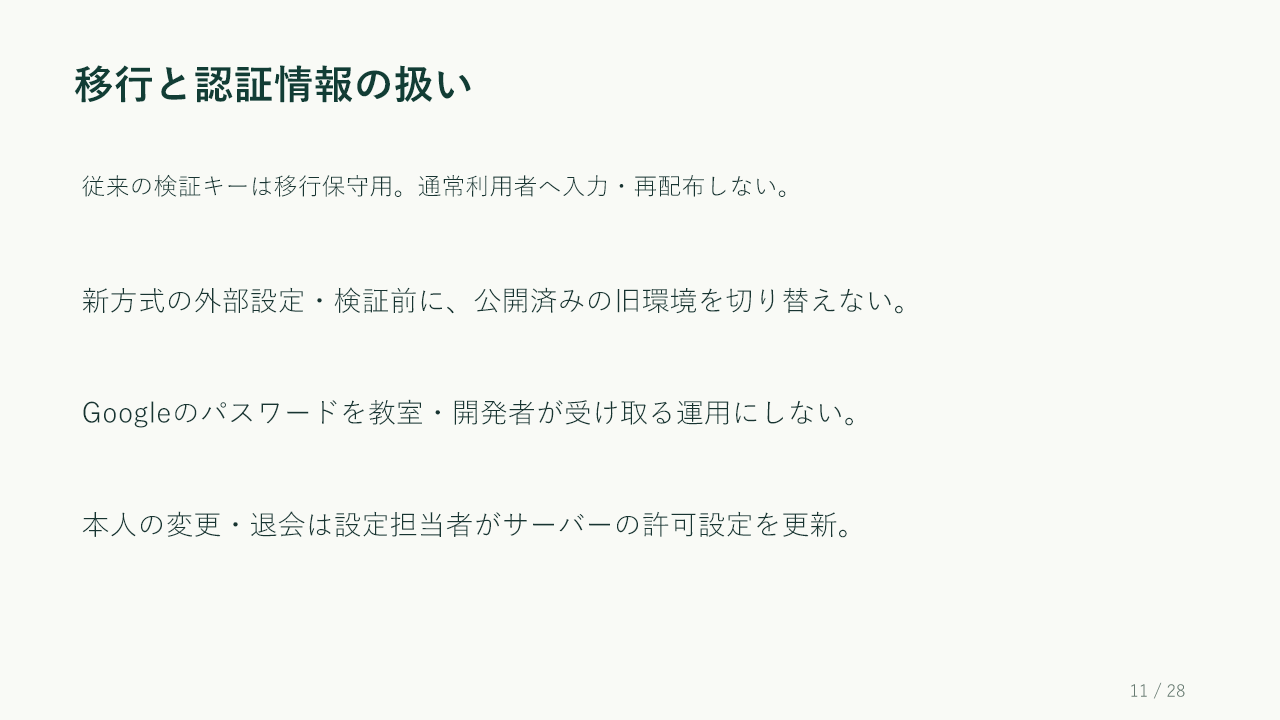 移行と認証情報の扱い
従来の検証キーは移行保守用。通常利用者へ入力・再配布しない。
新方式の外部設定・検証前に、公開済みの旧環境を切り替えない。
Googleのパスワードを教室・開発者が受け取る運用にしない。
本人の変更・退会は設定担当者がサーバーの許可設定を更新。
11 / 28